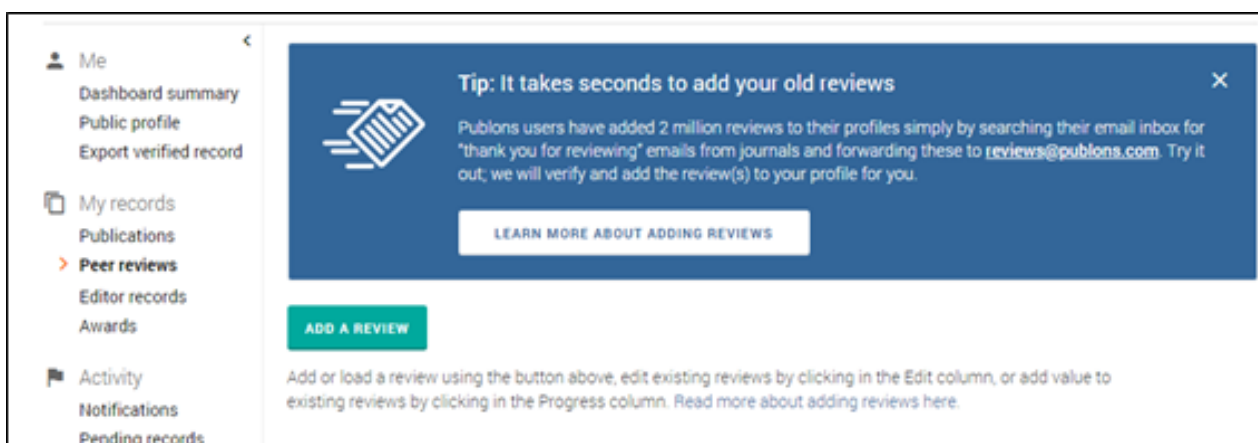 Me
Dashboard summary
Public profile
Export verified record
My records
Publications
Peer reviews
Editor records
Awards
Activity
Notifications
Pending records
Tip: It takes seconds to add your old reviews
Publons users have added 2 million reviews to their profiles simply by searching their email inbox for
"thank you for reviewing" emails from journals and forwarding these to reviews@publons.com. Try it
out; we will verify and add the review(s) to your profile for you.
LEARN MORE ABOUT ADDING REVIEWS
ADD A REVIEW
Add or load a review using the button above, edit existing reviews by clicking in the Edit column, or add value to
existing reviews by clicking in the Progress column. Read more about adding reviews here.